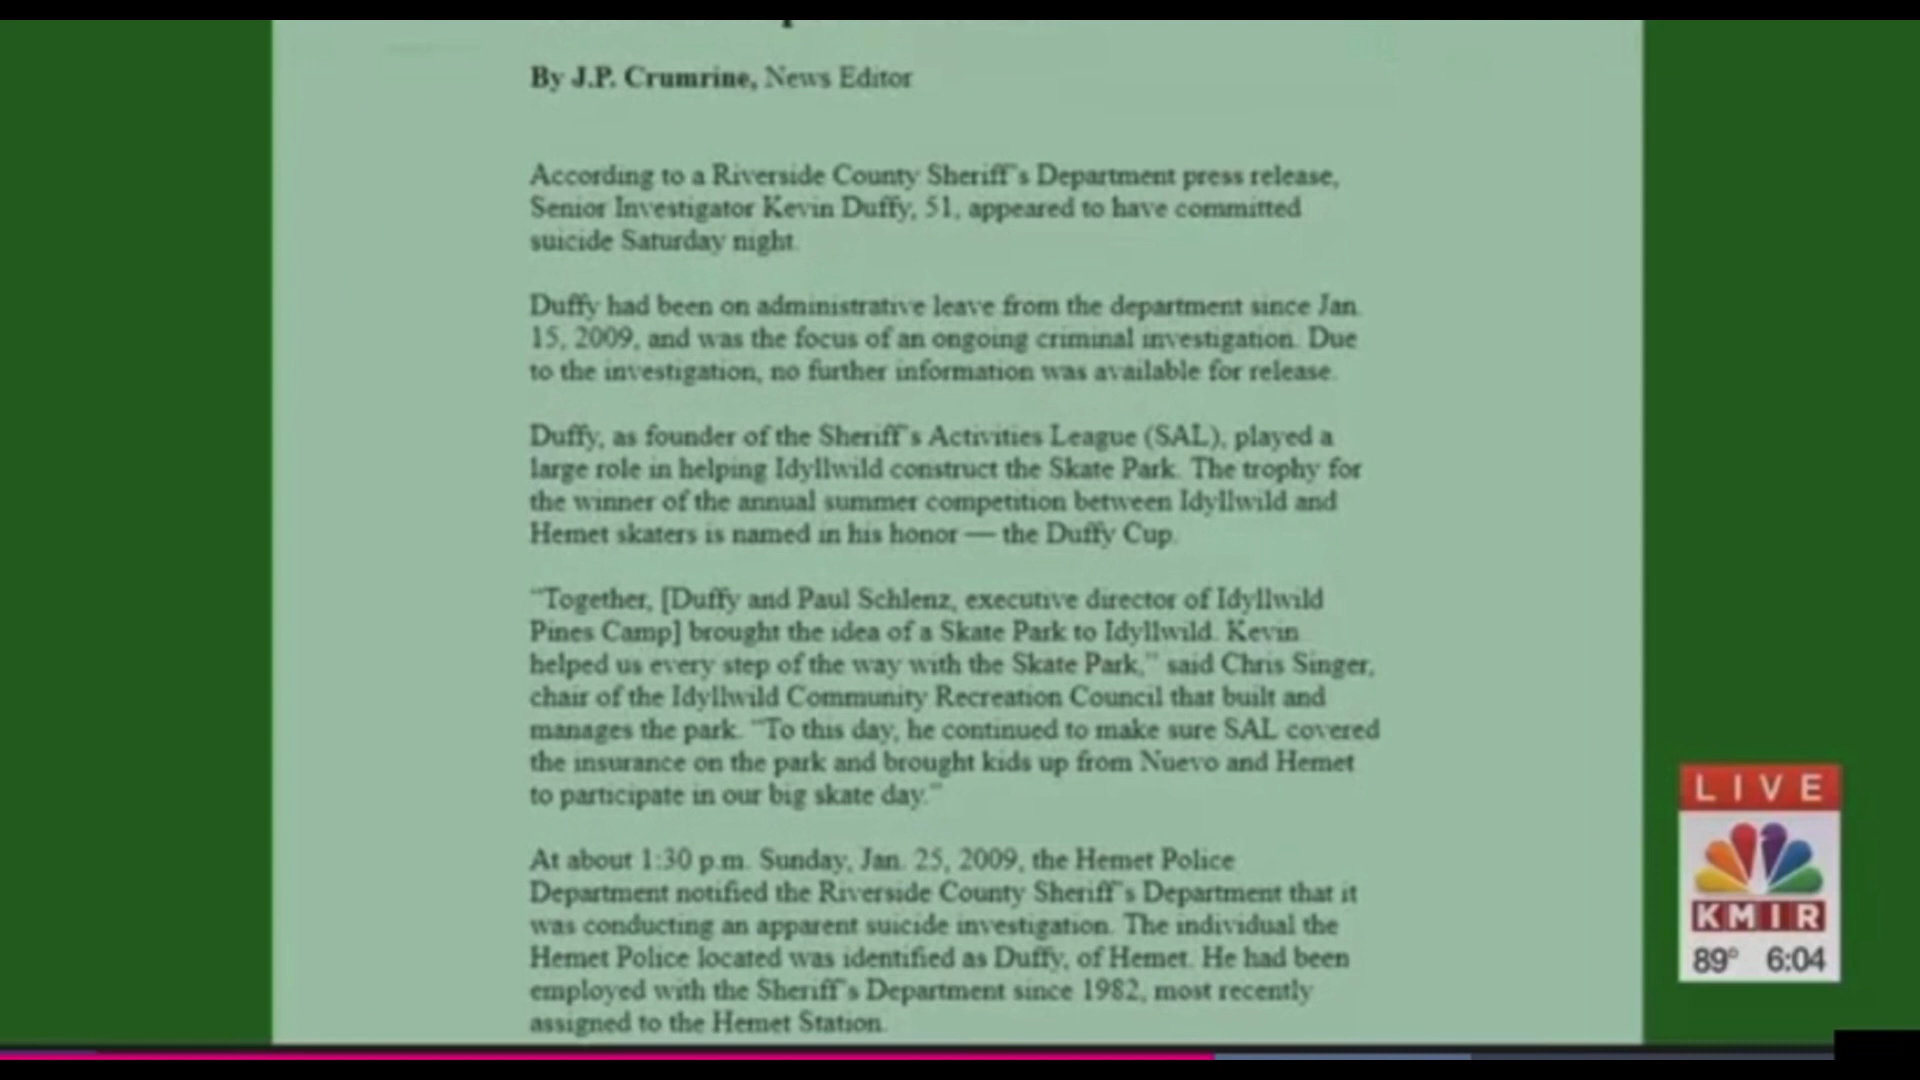 By J.P. Crumrine, News Editor
According to a Riverside County Sheriff's Department press release,
Senior Investigator Kevin Duffy, 51, appeared to have committed
suicide Saturday night.
Duffy had been on administrative leave from the department since Jan.
15, 2009, and was the focus of an ongoing criminal investigation. Due
to the investigation, no further information was available for release.
Duffy, as founder of the Sheriff's Activities League (SAL), played a
large role in helping Idyllwild construct the Skate Park. The trophy for
the winner of the annual summer competition between Idyllwild and
Hemet skaters is named in his honor — the Duffy Cup.
"Together, [Duffy and Paul Schlenz, executive director of Idyllwild
Pines Camp] brought the idea of a Skate Park to Idyllwild. Kevin
helped us every step of the way with the Skate Park," said Chris Singer,
chair of the Idyllwild Community Recreation Council that built and
manages the park. "To this day, he continued to make sure SAL covered
the insurance on the park and brought kids up from Nuevo and Hemet
to participate in our big skate day."
At about 1:30 p.m. Sunday, Jan. 25, 2009, the Hemet Police
Department notified the Riverside County Sheriff's Department that it
was conducting an apparent suicide investigation. The individual the
Hemet Police located was identified as Duffy, of Hemet. He had been
employed with the Sheriff's Department since 1982, most recently
assigned to the Hemet Station.
LIVE
KMIR
89° 6:04